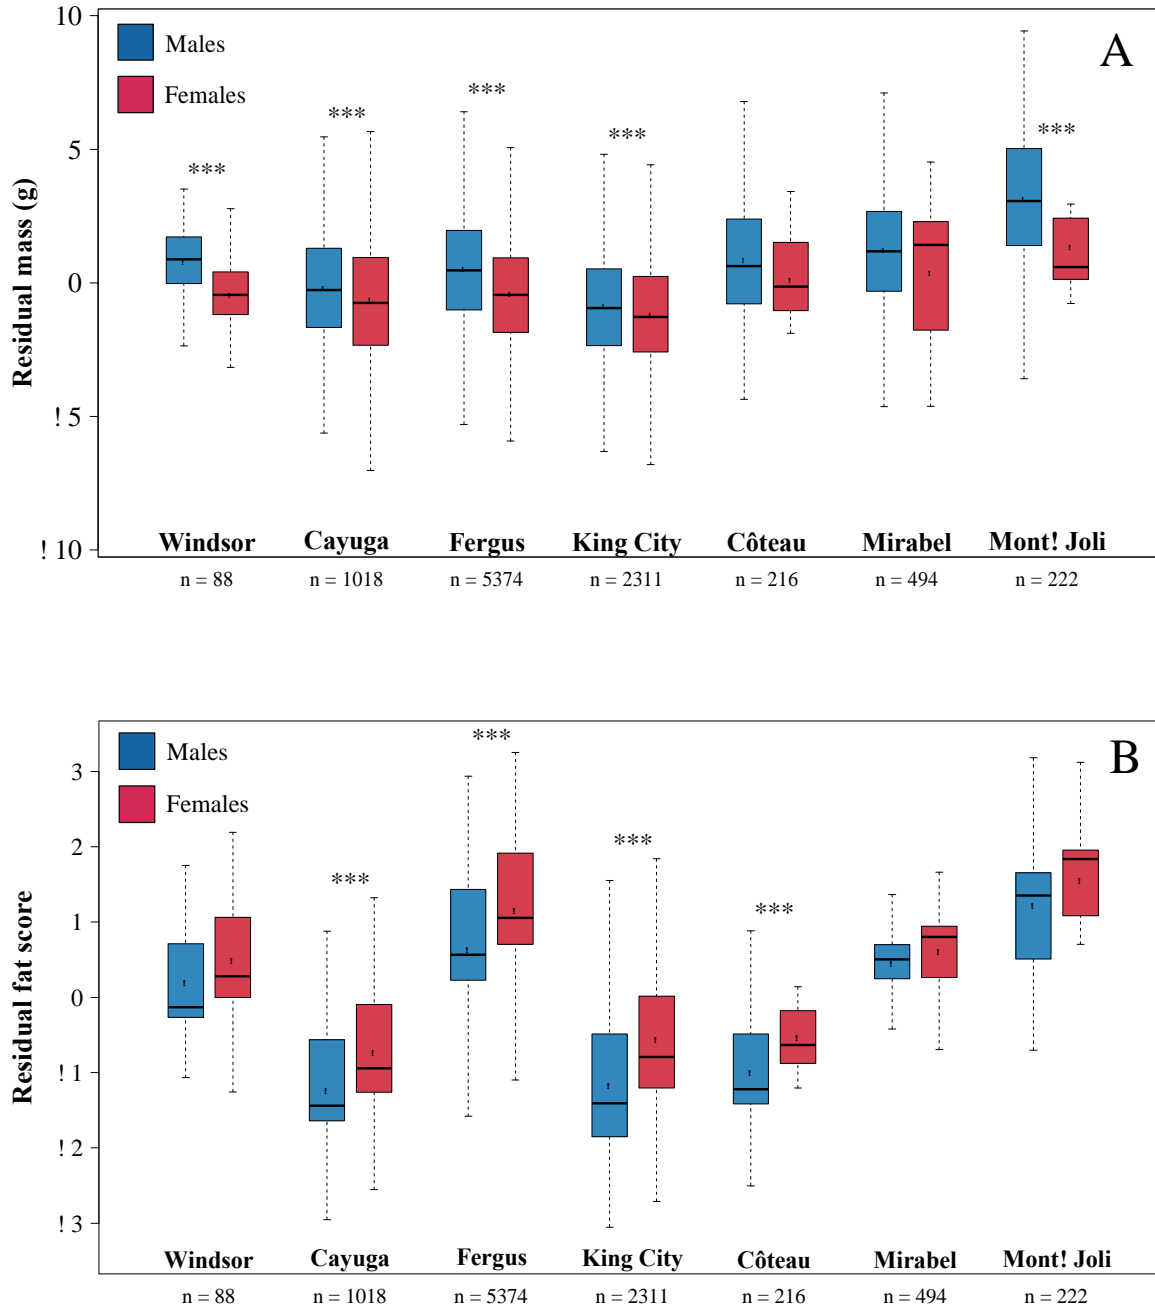 10
A
Males
Females
***
***
***
***
***
5
0
! 5
! 10
Residual mass (g)
Windsor Cayuga Fergus King City Côteau Mirabel Mont! Joli
n = 88 n = 1018 n = 5374 n = 2311 n = 216 n = 494 n = 222
B
Males
Females
***
***
***
***
3
2
1
0
! 1
! 2
! 3
Residual fat score
Windsor Cayuga Fergus King City Côteau Mirabel Mont! Joli
n = 88 n = 1018 n = 5374 n = 2311 n = 216 n = 494 n = 222